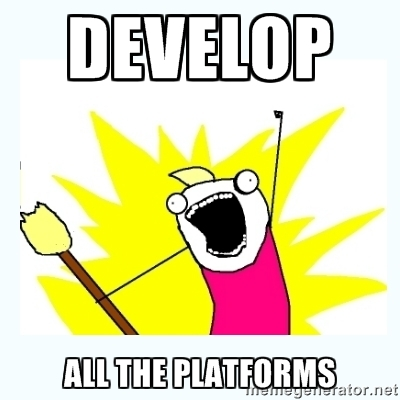 DEVELOP
ALL THE PLATFORMS
memegenerator.net